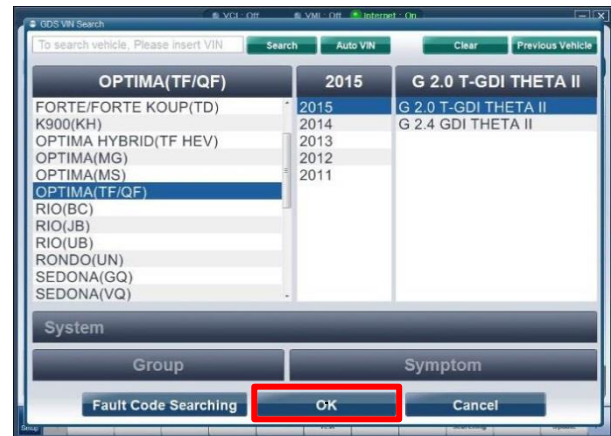 VCI : Off VMI : Off Internet : On
GDS VIN Search
To search vehicle, Please insert VIN Search Auto VIN Clear Previous Vehicle
OPTIMA(TF/QF) 2015 G 2.0 T-GDI THETA II
FORTE/FORTE KOUP(TD) 2015 G 2.0 T-GDI THETA II
K900(KH) 2014 G 2.4 GDI THETA II
OPTIMA HYBRID(TF HEV) 2013
OPTIMA(MG) 2012
OPTIMA(MS) 2011
OPTIMA(TF/QF)
RIO(BC)
RIO(JB)
RIO(UB)
RONDO(UN)
SEDONA(GQ)
SEDONA(VQ)
System
Group Symptom
Fault Code Searching OK Cancel
Setup